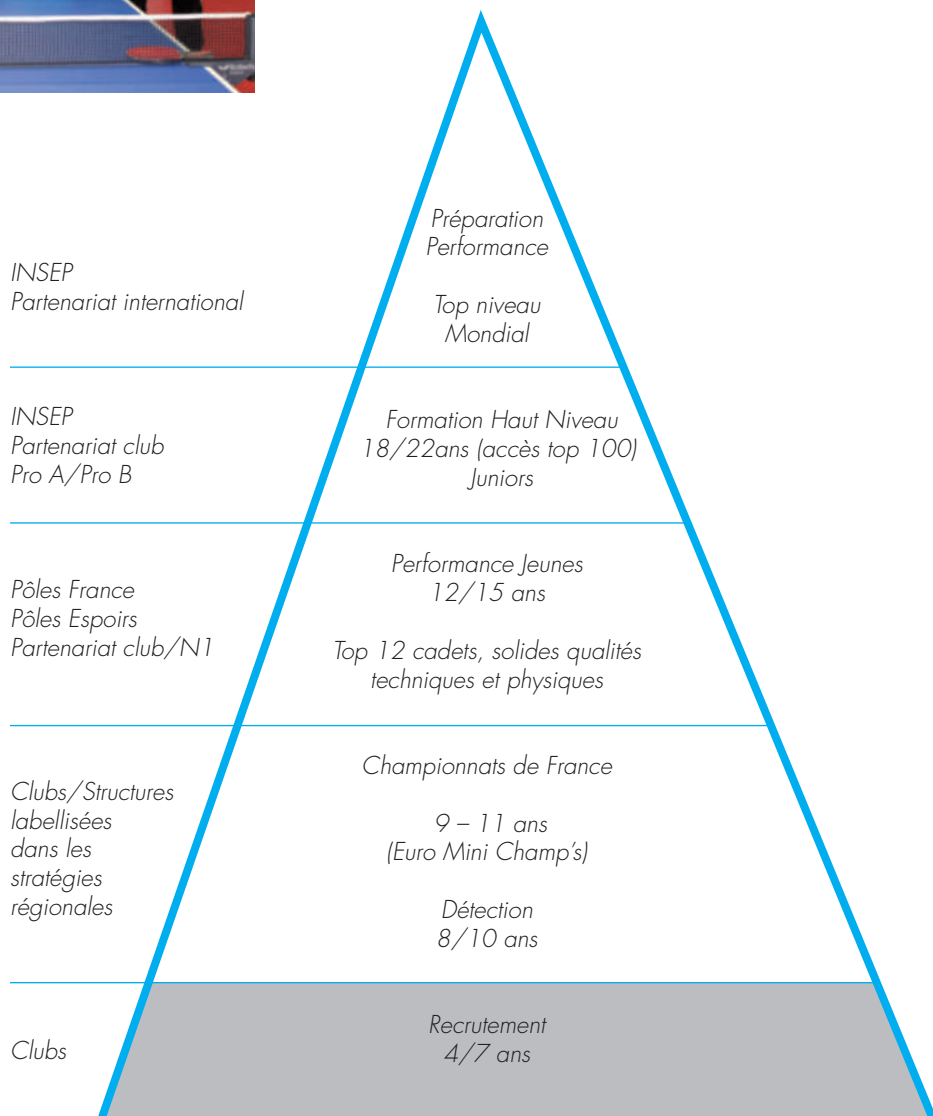 Préparation
Performance
INSEP
Partenariat international
Top niveau
Mondial
INSEP
Partenariat club
Pro A/Pro B
Formation Haut Niveau
18/22ans (accès top 100)
Juniors
Pôles France
Pôles Espoirs
Partenariat club/N1
Performance Jeunes
12/15 ans
Top 12 cadets, solides qualités
techniques et physiques
Clubs/Structures
labellisées
dans les
stratégies
régionales
Championnats de France
9 – 11 ans
(Euro Mini Champ's)
Détection
8/10 ans
Clubs
Recrutement
4/7 ans